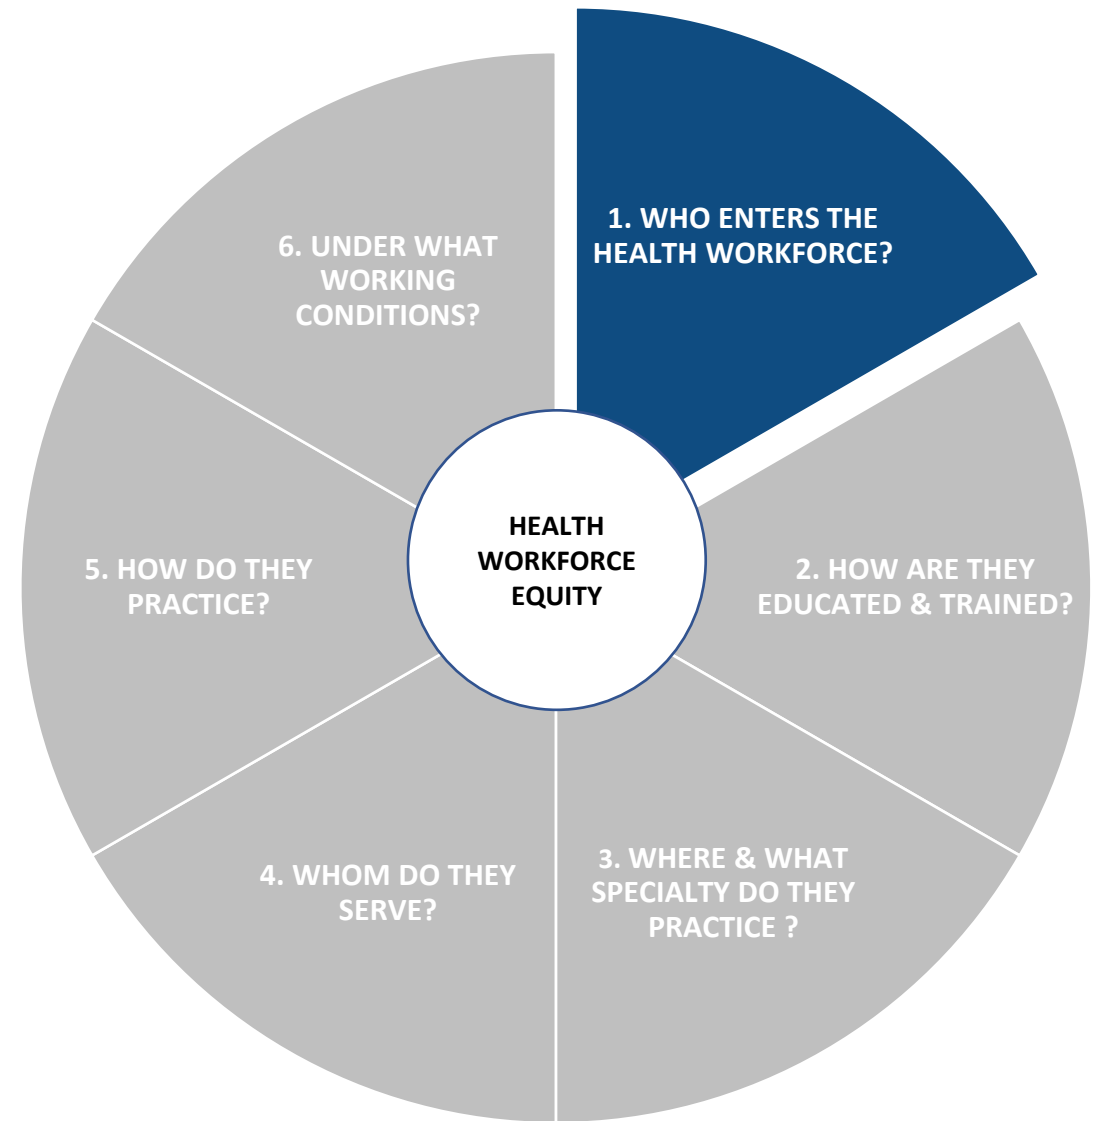 1. WHO ENTERS THE
HEALTH WORKFORCE?
2. HOW ARE THEY
EDUCATED & TRAINED?
3. WHERE & WHAT
SPECIALTY DO THEY
PRACTICE ?
4. WHOM DO THEY
SERVE?
5. HOW DO THEY
PRACTICE?
6. UNDER WHAT
WORKING
CONDITIONS?
HEALTH
WORKFORCE
EQUITY